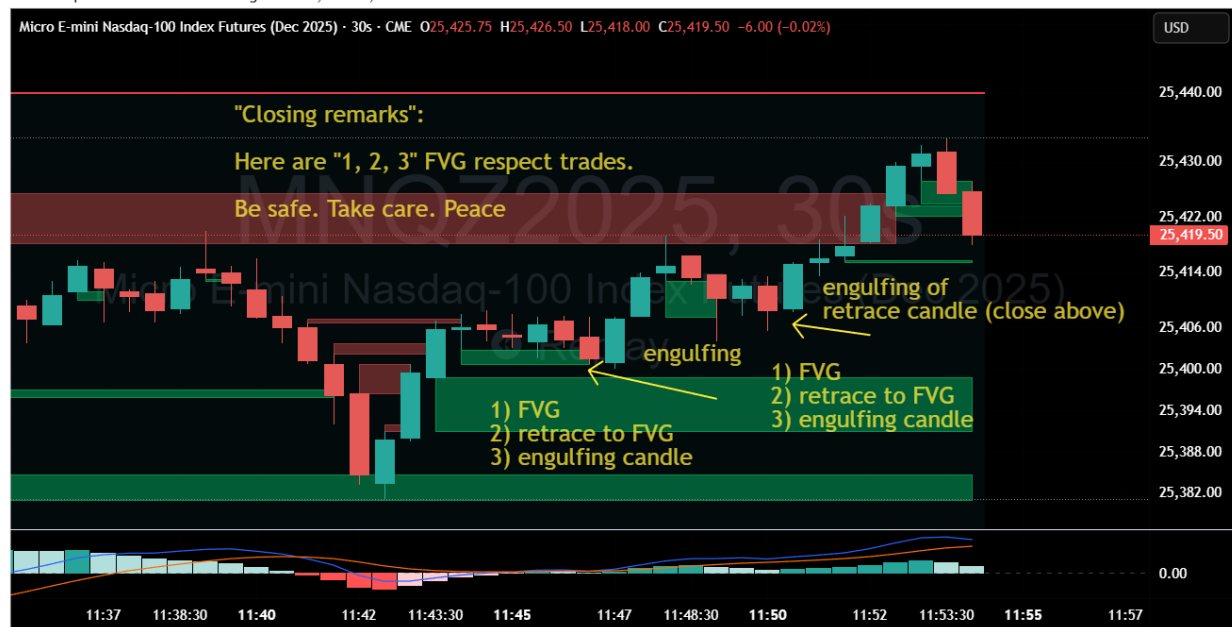 Micro E-mini Nasdaq-100 Index Futures (Dec 2025) · 30s · CME O25,425.75 H25,426.50 L25,418.00 C25,419.50 −6.00 (−0.02%)
USD
25,440.00
"Closing remarks":
Here are "1, 2, 3" FVG respect trades.
25,430.00
Be safe. Take care. Peace
MNQZ2025, 30s
25,422.00
25,419.50
25,414.00
Micro E-mini Nasdaq-100 Index Futures (Dec 2025)
engulfing of
retrace candle (close above)
25,406.00
Replay
engulfing
25,400.00
1) FVG
2) retrace to FVG
3) engulfing candle
25,394.00
1) FVG
2) retrace to FVG
3) engulfing candle
25,388.00
25,382.00
0.00
11:37 11:38:30 11:40 11:42 11:43:30 11:45 11:47 11:48:30 11:50 11:52 11:53:30 11:55 11:57